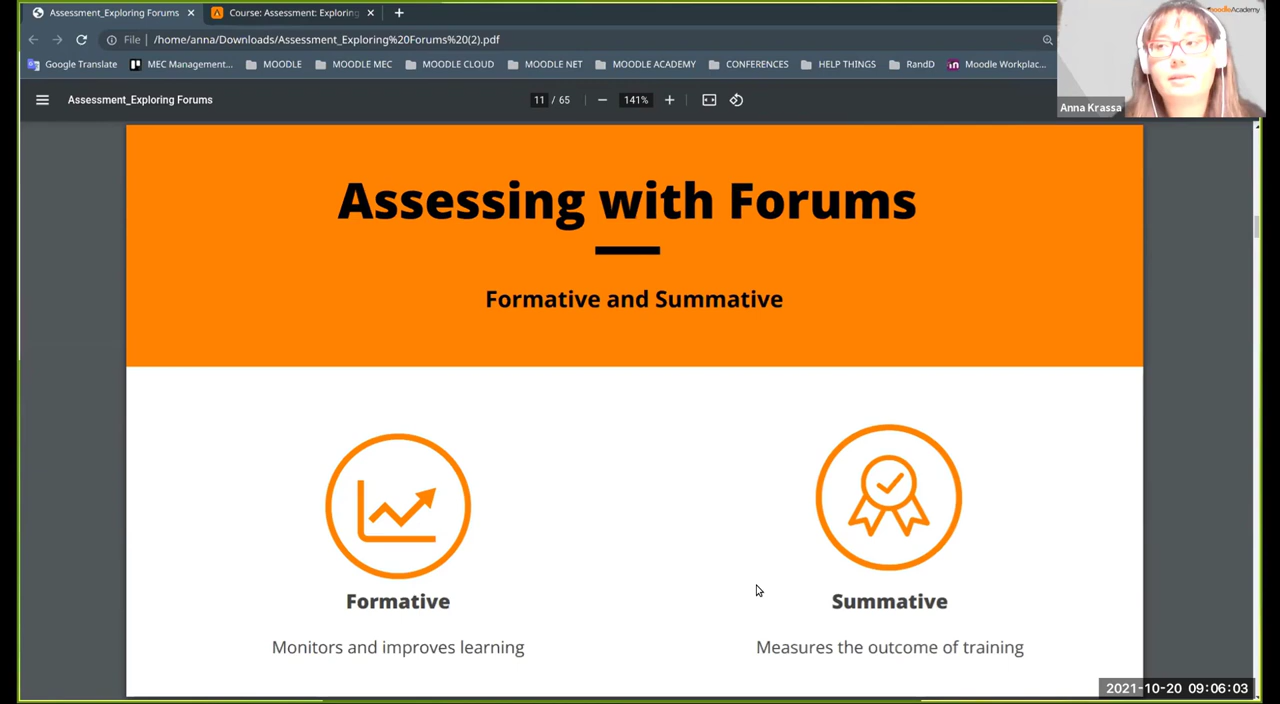 Assessment_Exploring Forums
Course: Assessment: Exploring
File /home/anna/Downloads/Assessment_Exploring%20Forums%20(2).pdf
Google Translate MEC Management... MOODLE MOODLE MEC MOODLE CLOUD MOODLE NET MOODLE ACADEMY CONFERENCES HELP THINGS RandD Moodle Workplac...
Assessment_Exploring Forums
11 / 65
141%
Anna Krassa
Assessing with Forums
Formative and Summative
Formative
Summative
Monitors and improves learning
Measures the outcome of training
2021-10-20 09:06:03